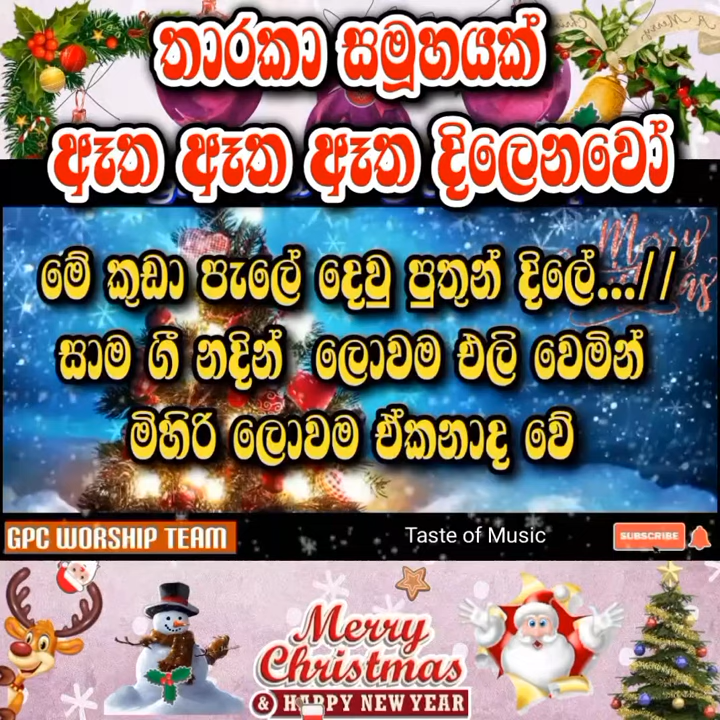 තාරකා සමූහයක්
ඈත ඈත ඈත දිලෙනවෝ
මේ කුඩා පැලේ දෙවු පුතුන් දිලේ...//
සාම ගී නදින් ලොවම එලි වෙමින්
මිහිරි ලොවම ඒකනාද වේ
GPC WORSHIP TEAM
Taste of Music
SUBSCRIBE
Merry
Christmas
& HAPPY NEW YEAR